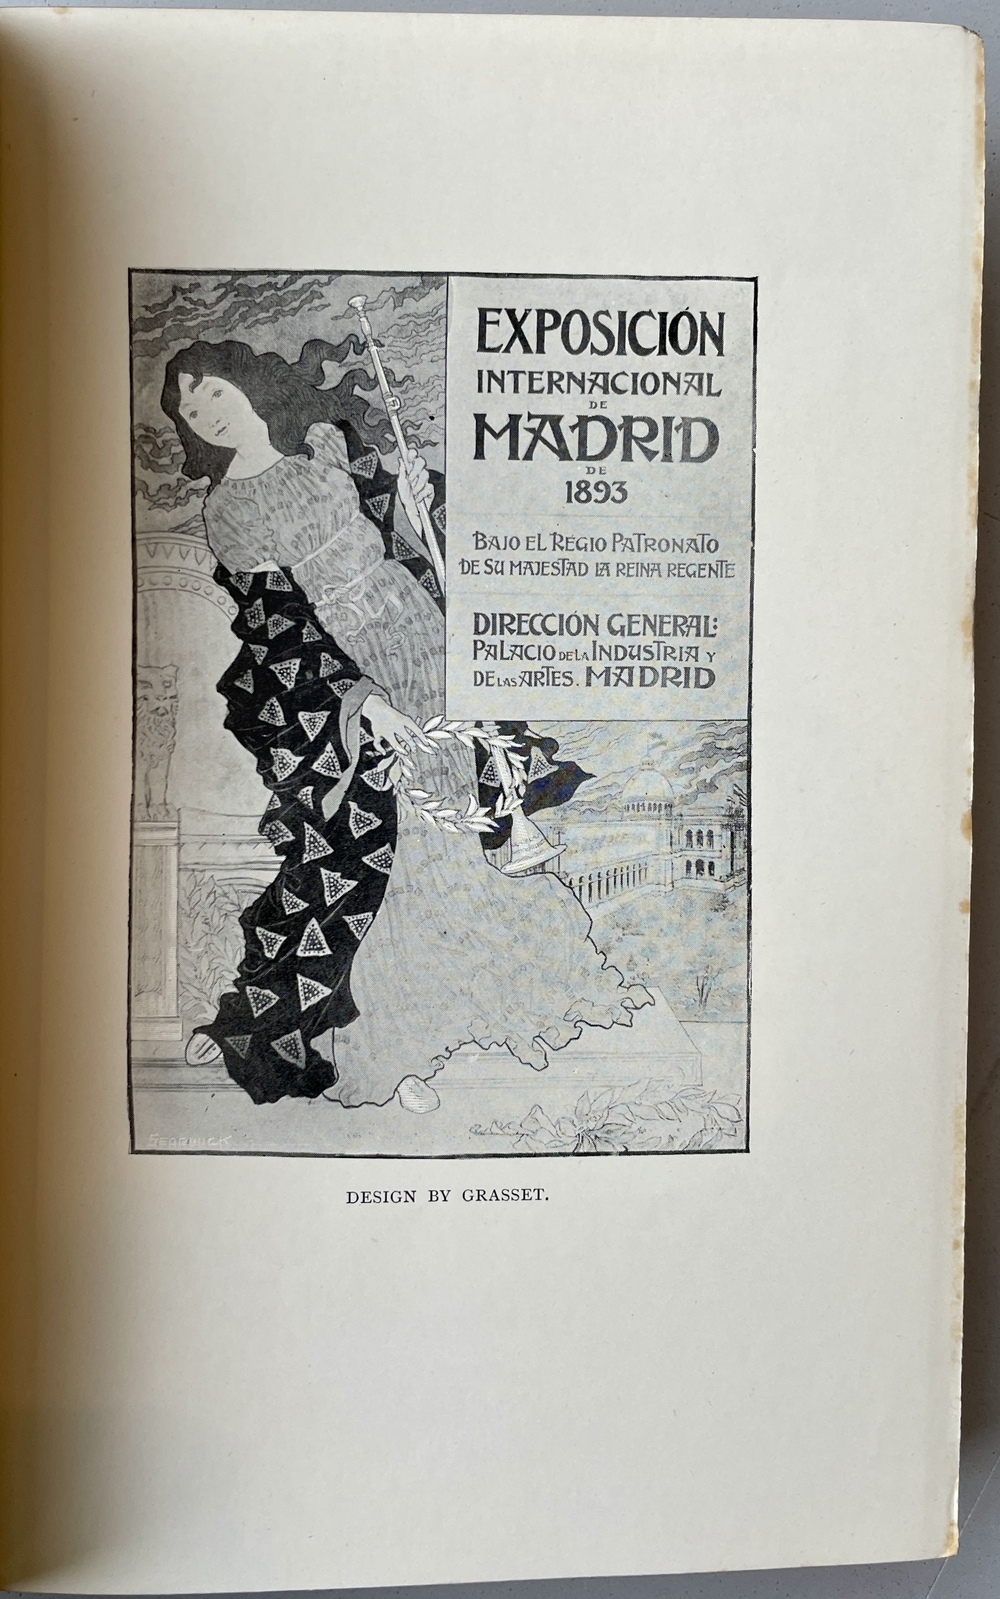 EXPOSICIÓN
INTERNACIONAL
DE
MADRID
DE
1893
BAJO EL REGIO PATRONATO
DE SU MAJESTAD LA REINA REGENTE
DIRECCIÓN GENERAL:
PALACIO DE LA INDUSTRIA Y
DE LAS ARTES. MADRID
SEDGWICK
DESIGN BY GRASSET.